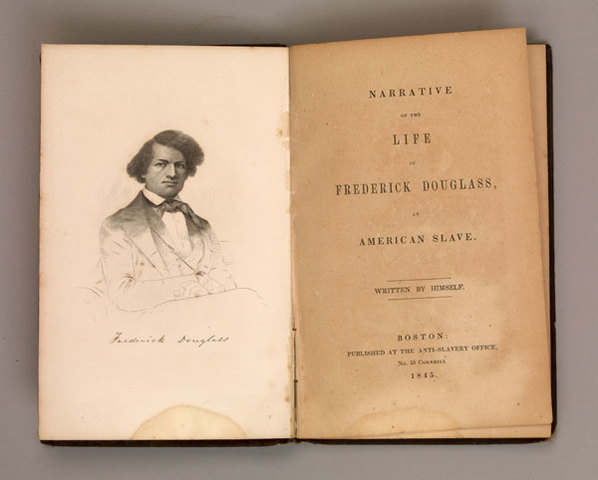 Frederick Douglass
NARRATIVE
OF THE
LIFE
OF
FREDERICK DOUGLASS,
AN
AMERICAN SLAVE.
WRITTEN BY HIMSELF.
BOSTON:
PUBLISHED AT THE ANTI-SLAVERY OFFICE,
No. 25 Cornhill
1845.